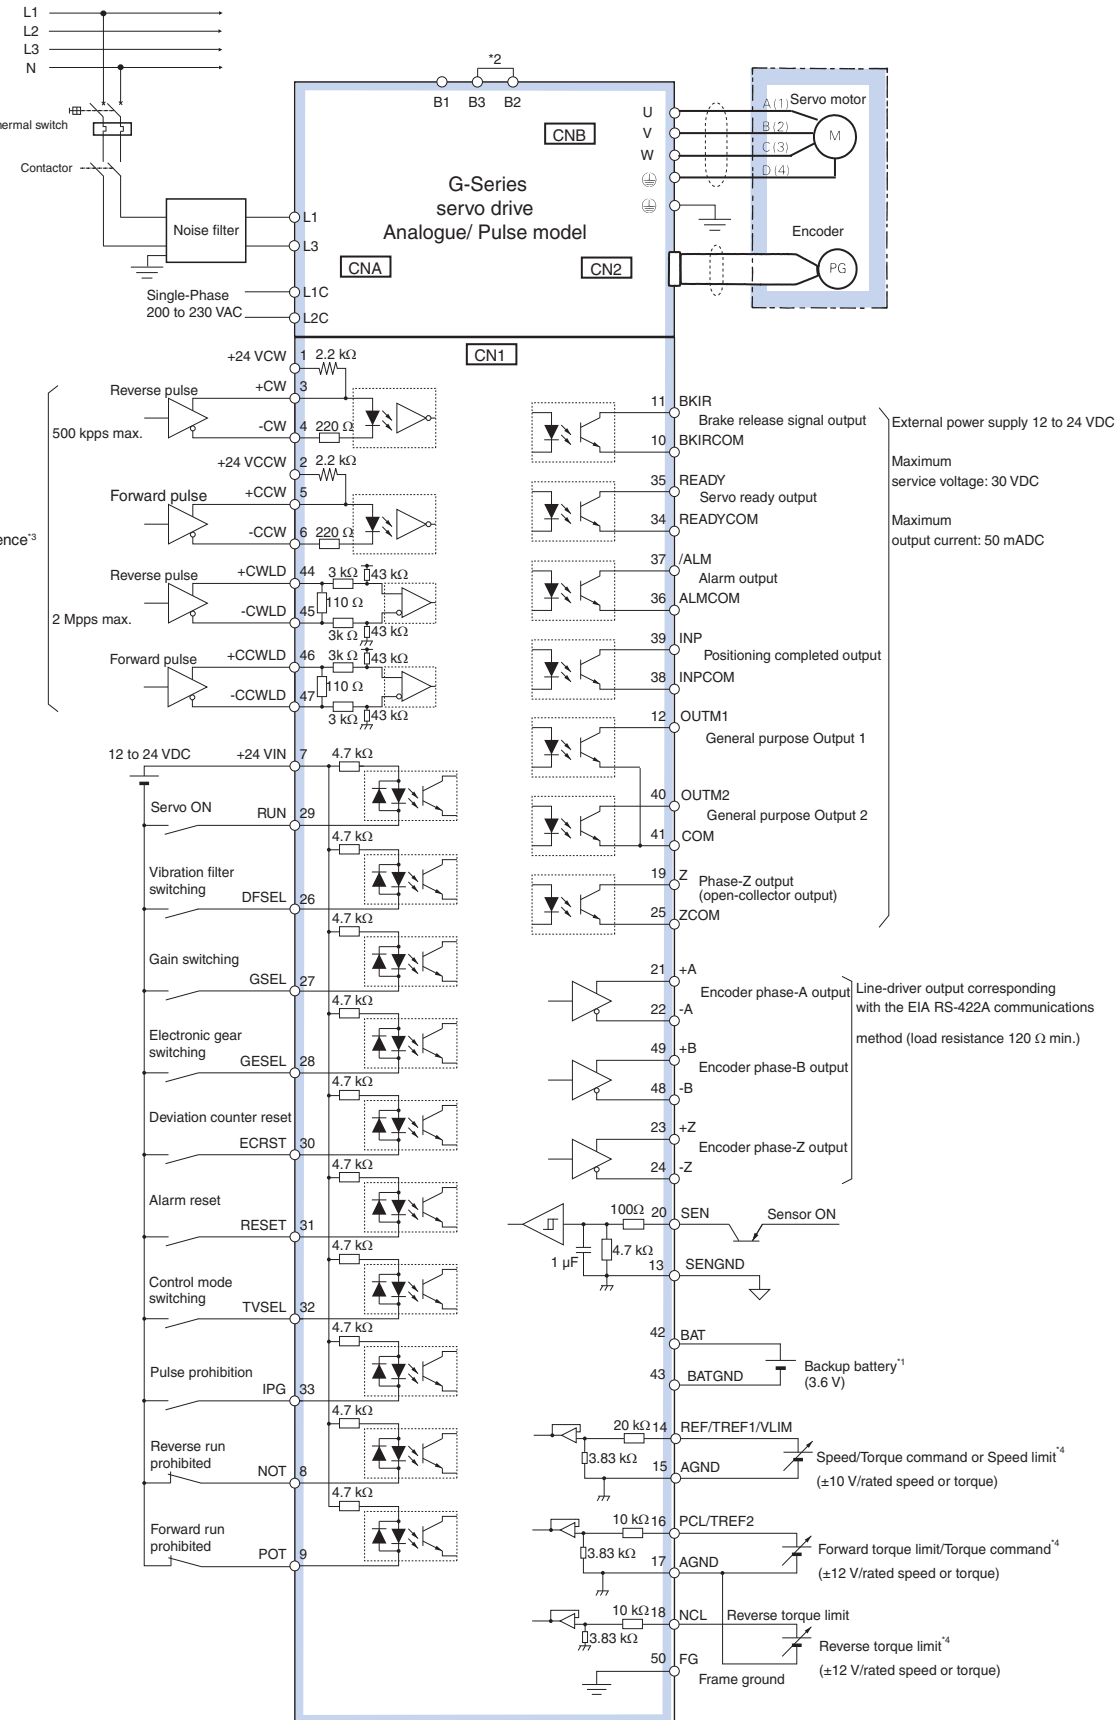 L1
L2
L3
N
hermal switch
Contactor
Noise filter
L1
L3
Single-Phase
200 to 230 VAC
L1C
L2C
*2
B1 B3 B2
CNB
G-Series
servo drive
Analogue/ Pulse model
CNA
CN2
U
V
W
A (1)
B (2)
C (3)
D (4)
Servo motor
M
Encoder
PG
CN1
+24 VCW 1 2.2 kΩ
Reverse pulse
+CW 3
500 kpps max.
-CW 4 220 Ω
+24 VCCW 2 2.2 kΩ
Forward pulse
+CCW 5
-CCW 6 220 Ω
ence*3
Reverse pulse
+CWLD 44 3 kΩ 43 kΩ
110 Ω
2 Mpps max.
-CWLD 45 3k Ω 43 kΩ
Forward pulse
+CCWLD 46 3k Ω 43 kΩ
110 Ω
-CCWLD 47 3 kΩ 43 kΩ
12 to 24 VDC +24 VIN 7 4.7 kΩ
Servo ON
RUN 29
4.7 kΩ
Vibration filter
switching
DFSEL 26
4.7 kΩ
Gain switching
GSEL 27
4.7 kΩ
Electronic gear
switching
GESEL 28
4.7 kΩ
Deviation counter reset
ECRST 30
4.7 kΩ
Alarm reset
RESET 31
4.7 kΩ
Control mode
switching
TVSEL 32
4.7 kΩ
Pulse prohibition
IPG 33
4.7 kΩ
Reverse run
prohibited
NOT 8
4.7 kΩ
Forward run
prohibited
POT 9
11 BKIR
Brake release signal output
10 BKIRCOM
35 READY
Servo ready output
34 READYCOM
37 /ALM
Alarm output
36 ALMCOM
39 INP
Positioning completed output
38 INPCOM
12 OUTM1
General purpose Output 1
40 OUTM2
General purpose Output 2
41 COM
19 Z
Phase-Z output
(open-collector output)
25 ZCOM
External power supply 12 to 24 VDC
Maximum
service voltage: 30 VDC
Maximum
output current: 50 mADC
21 +A
Encoder phase-A output
22 -A
49 +B
Encoder phase-B output
48 -B
23 +Z
Encoder phase-Z output
24 -Z
Line-driver output corresponding
with the EIA RS-422A communications
method (load resistance 120 Ω min.)
100Ω 20 SEN
Sensor ON
1 µF 4.7 kΩ
13 SENGND
42 BAT
Backup battery*1
(3.6 V)
43 BATGND
20 kΩ 14 REF/TREF1/VLIM
3.83 kΩ
15 AGND
Speed/Torque command or Speed limit*4
(±10 V/rated speed or torque)
10 kΩ 16 PCL/TREF2
3.83 kΩ
17 AGND
Forward torque limit/Torque command*4
(±12 V/rated speed or torque)
10 kΩ 18 NCL Reverse torque limit
3.83 kΩ
Reverse torque limit*4
(±12 V/rated speed or torque)
50 FG
Frame ground